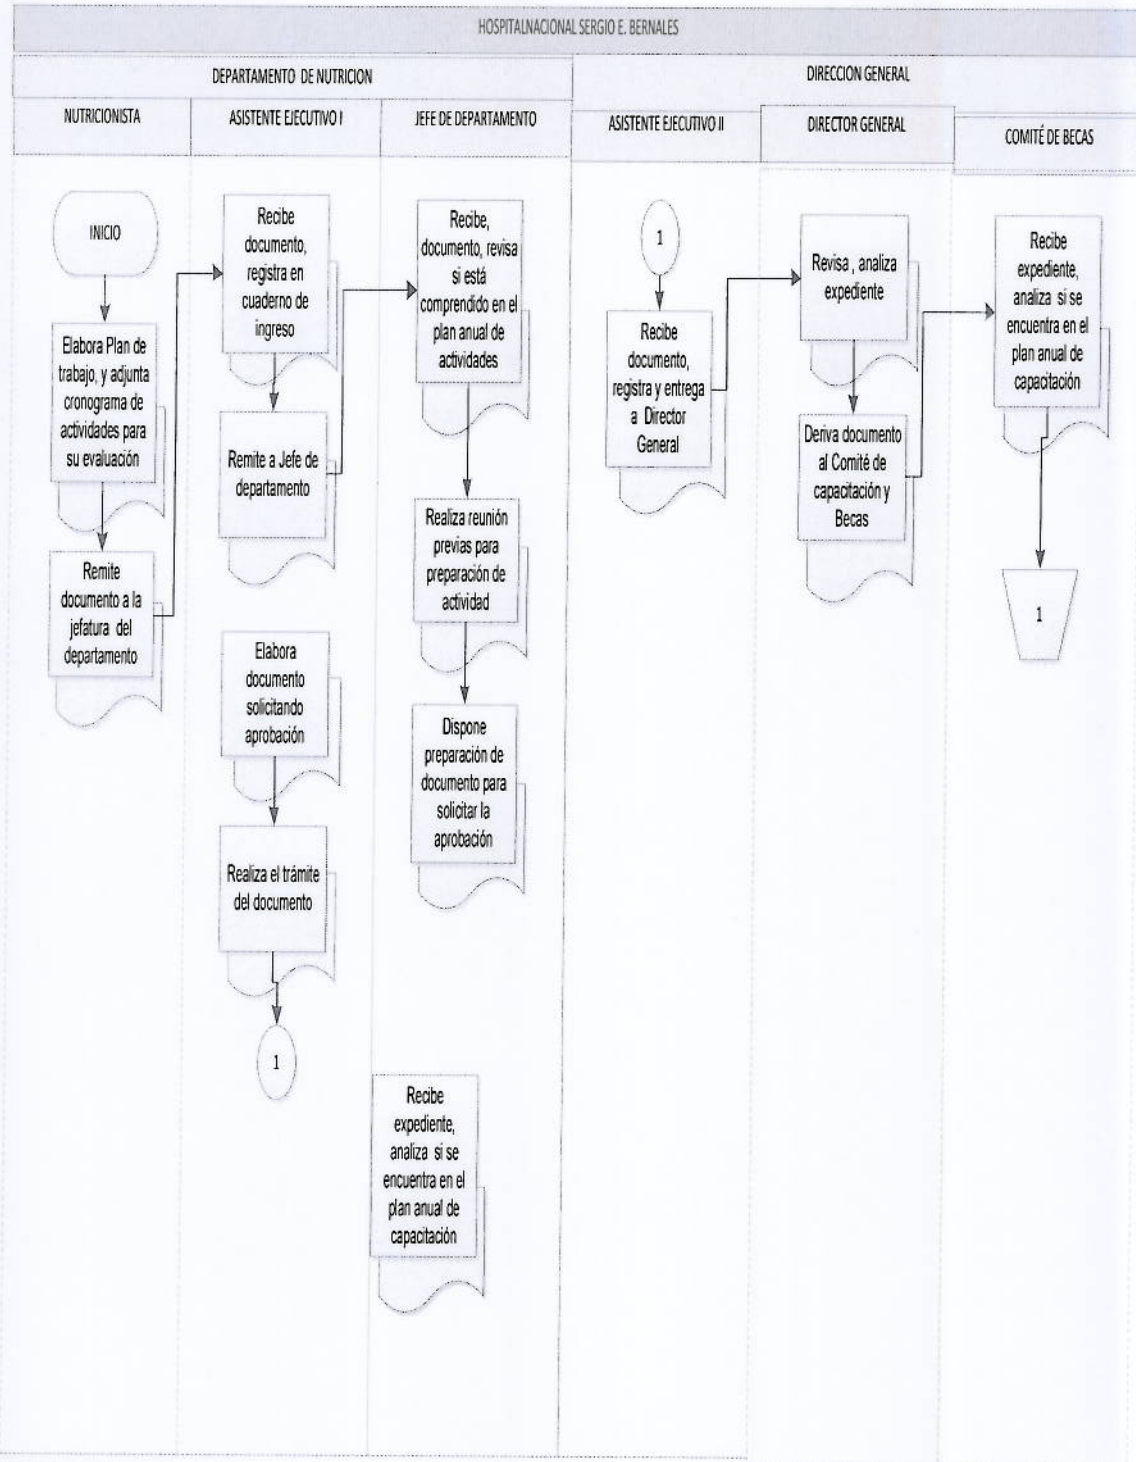 HOSPITALNACIONAL SERGIO E. BERNALES
DEPARTAMENTO DE NUTRICION
DIRECCION GENERAL
NUTRICIONISTA
ASISTENTE EJECUTIVO I
JEFE DE DEPARTAMENTO
ASISTENTE EJECUTIVO II
DIRECTOR GENERAL
COMITÉ DE BECAS
INICIO
Elabora Plan de
trabajo, y adjunta
cronograma de
actividades para
su evaluación
Remite
documento a la
jefatura del
departamento
Recibe
documento,
registra en
cuaderno de
ingreso
Remite a Jefe de
departamento
Elabora
documento
solicitando
aprobación
Realiza el trámite
del documento
1
Recibe,
documento, revisa
si está
comprendido en el
plan anual de
actividades
Realiza reunión
previas para
preparación de
actividad
Dispone
preparación de
documento para
solicitar la
aprobación
Recibe
expediente,
analiza si se
encuentra en el
plan anual de
capacitación
1
Recibe
documento,
registra y entrega
a Director
General
Revisa , analiza
expediente
Deriva documento
al Comité de
capacitación y
Becas
Recibe
expediente,
analiza si se
encuentra en el
plan anual de
capacitación
1